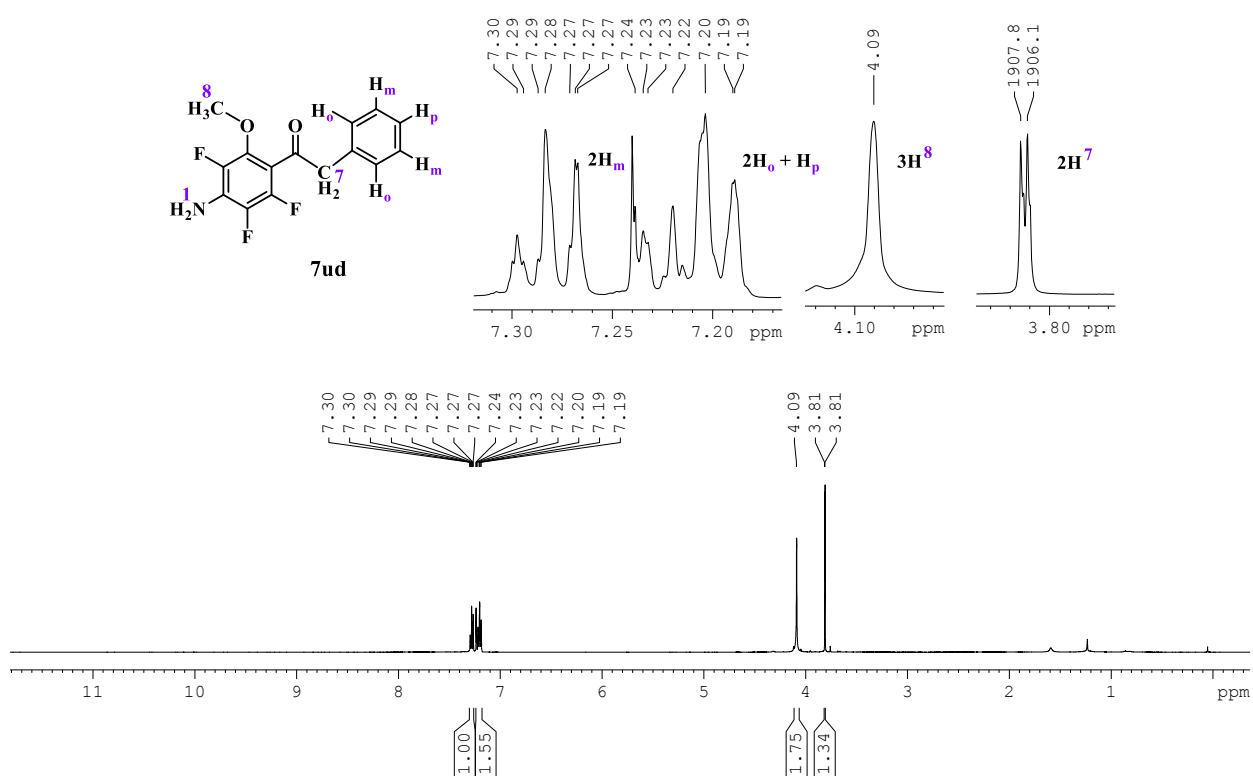 7.30 7.29 7.29 7.28 7.27 7.27 7.27 7.24 7.23 7.23 7.22 7.20 7.19 7.19
4.09
1907.8 1906.1
8
H3C
O
O
Ho
Hm
Hp
Hm
Ho
7
CH2
F
1
H2N
F
F
7ud
2Hm
2Ho + Hp
3H8
2H7
7.30 7.25 7.20 ppm
4.10 ppm
3.80 ppm
7.30 7.30 7.29 7.29 7.28 7.27 7.27 7.27 7.24 7.23 7.23 7.22 7.20 7.19 7.19
4.09
3.81 3.81
11 10 9 8 7 6 5 4 3 2 1 ppm
1.00 1.55 1.75 1.34